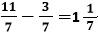 11/7 − 3/7 = 1 1/7